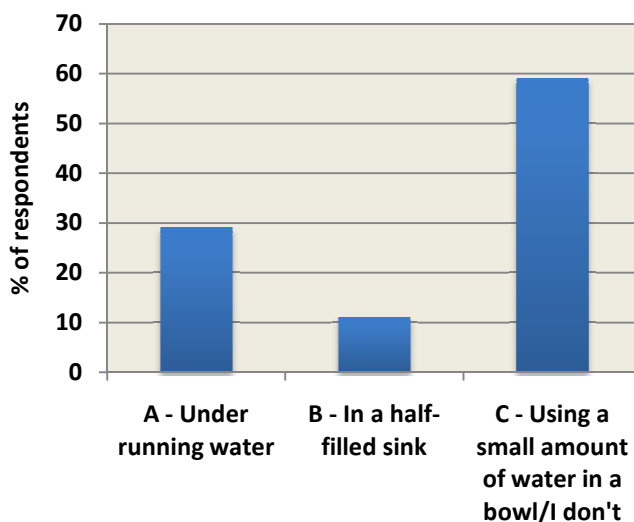 70
60
50
40
30
20
10
0
% of respondents
A - Under
running water
B - In a half-
filled sink
C - Using a
small amount
of water in a
bowl/I don't